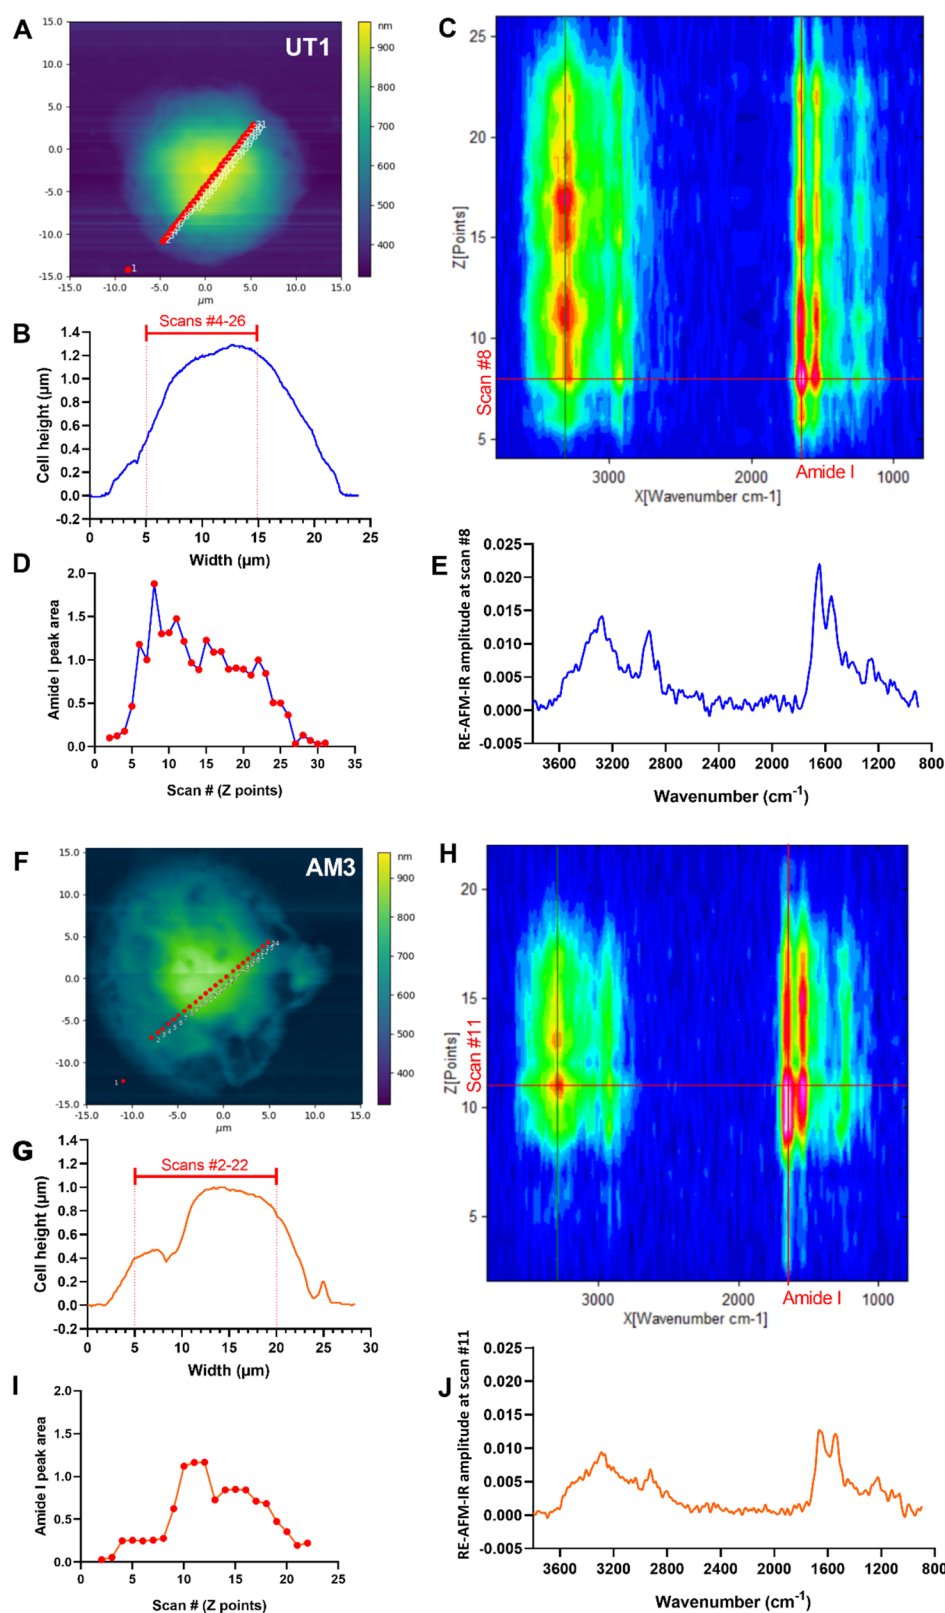 A
UT1
nm
900
800
700
600
500
400
15.0
10.0
5.0
0.0
-5.0
-10.0
-15.0
-15.0 -10.0 -5.0 0.0 5.0 10.0 15.0
µm
1
B
Scans #4-26
Cell height (µm)
1.4
1.2
1.0
0.8
0.6
0.4
0.2
0.0
-0.2
0 5 10 15 20 25
Width (µm)
C
Z[Points]
25
20
15
10
5
Scan #8
3000 2000 1000
Amide I
X[Wavenumber cm-1]
D
Amide I peak area
2.0
1.5
1.0
0.5
0.0
0 5 10 15 20 25 30 35
Scan # (Z points)
E
RE-AFM-IR amplitude at scan #8
0.025
0.020
0.015
0.010
0.005
0.000
-0.005
3600 3200 2800 2400 2000 1600 1200 800
Wavenumber (cm-1)
F
AM3
nm
900
800
700
600
500
400
15.0
10.0
5.0
0.0
-5.0
-10.0
-15.0
-15.0 -10.0 -5.0 0.0 5.0 10.0 15.0
µm
1
G
Scans #2-22
Cell height (µm)
1.4
1.2
1.0
0.8
0.6
0.4
0.2
0.0
-0.2
0 5 10 15 20 25 30
Width (µm)
H
Z[Points]
20
15
10
5
Scan #11
3000 2000 1000
Amide I
X[Wavenumber cm-1]
I
Amide I peak area
2.0
1.5
1.0
0.5
0.0
0 5 10 15 20 25
Scan # (Z points)
J
RE-AFM-IR amplitude at scan #11
0.025
0.020
0.015
0.010
0.005
0.000
-0.005
3600 3200 2800 2400 2000 1600 1200 800
Wavenumber (cm-1)